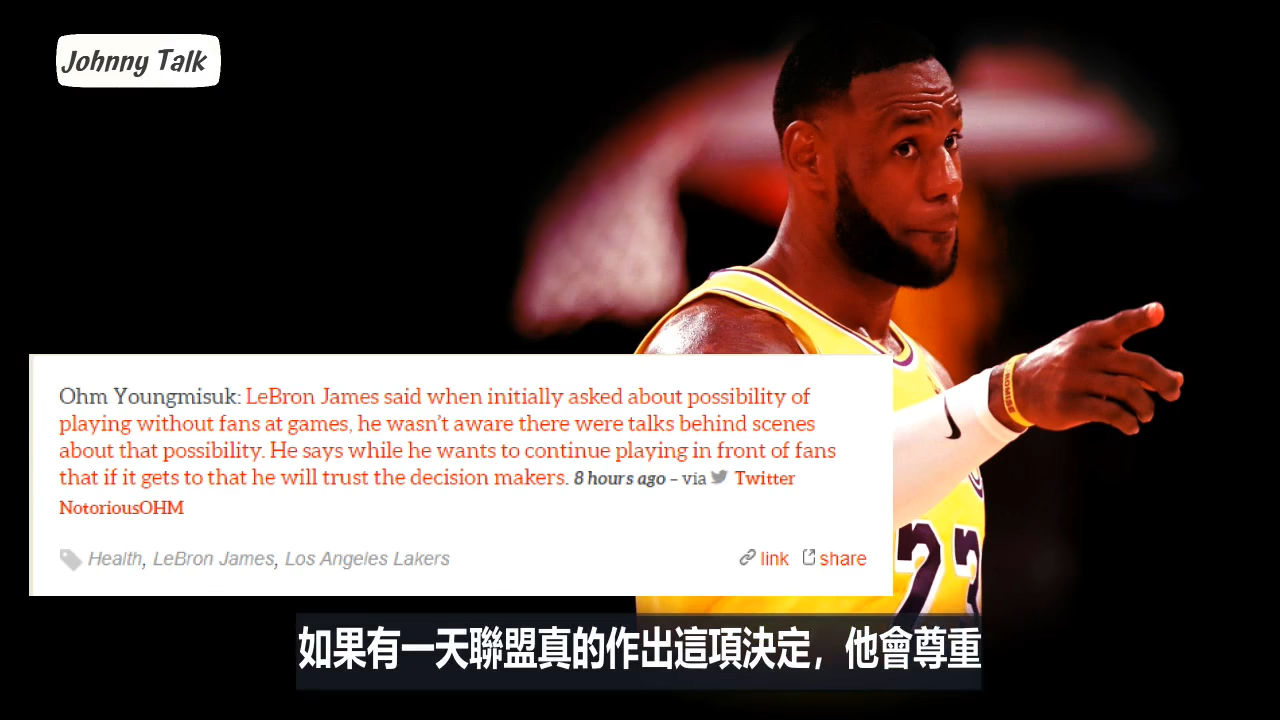 Johnny Talk
Ohm Youngmisuk: LeBron James said when initially asked about possibility of
playing without fans at games, he wasn't aware there were talks behind scenes
about that possibility. He says while he wants to continue playing in front of fans
that if it gets to that he will trust the decision makers. 8 hours ago – via Twitter
NotoriousOHM
Health, LeBron James, Los Angeles Lakers link share
23
如果有一天聯盟真的作出這項決定，他會尊重